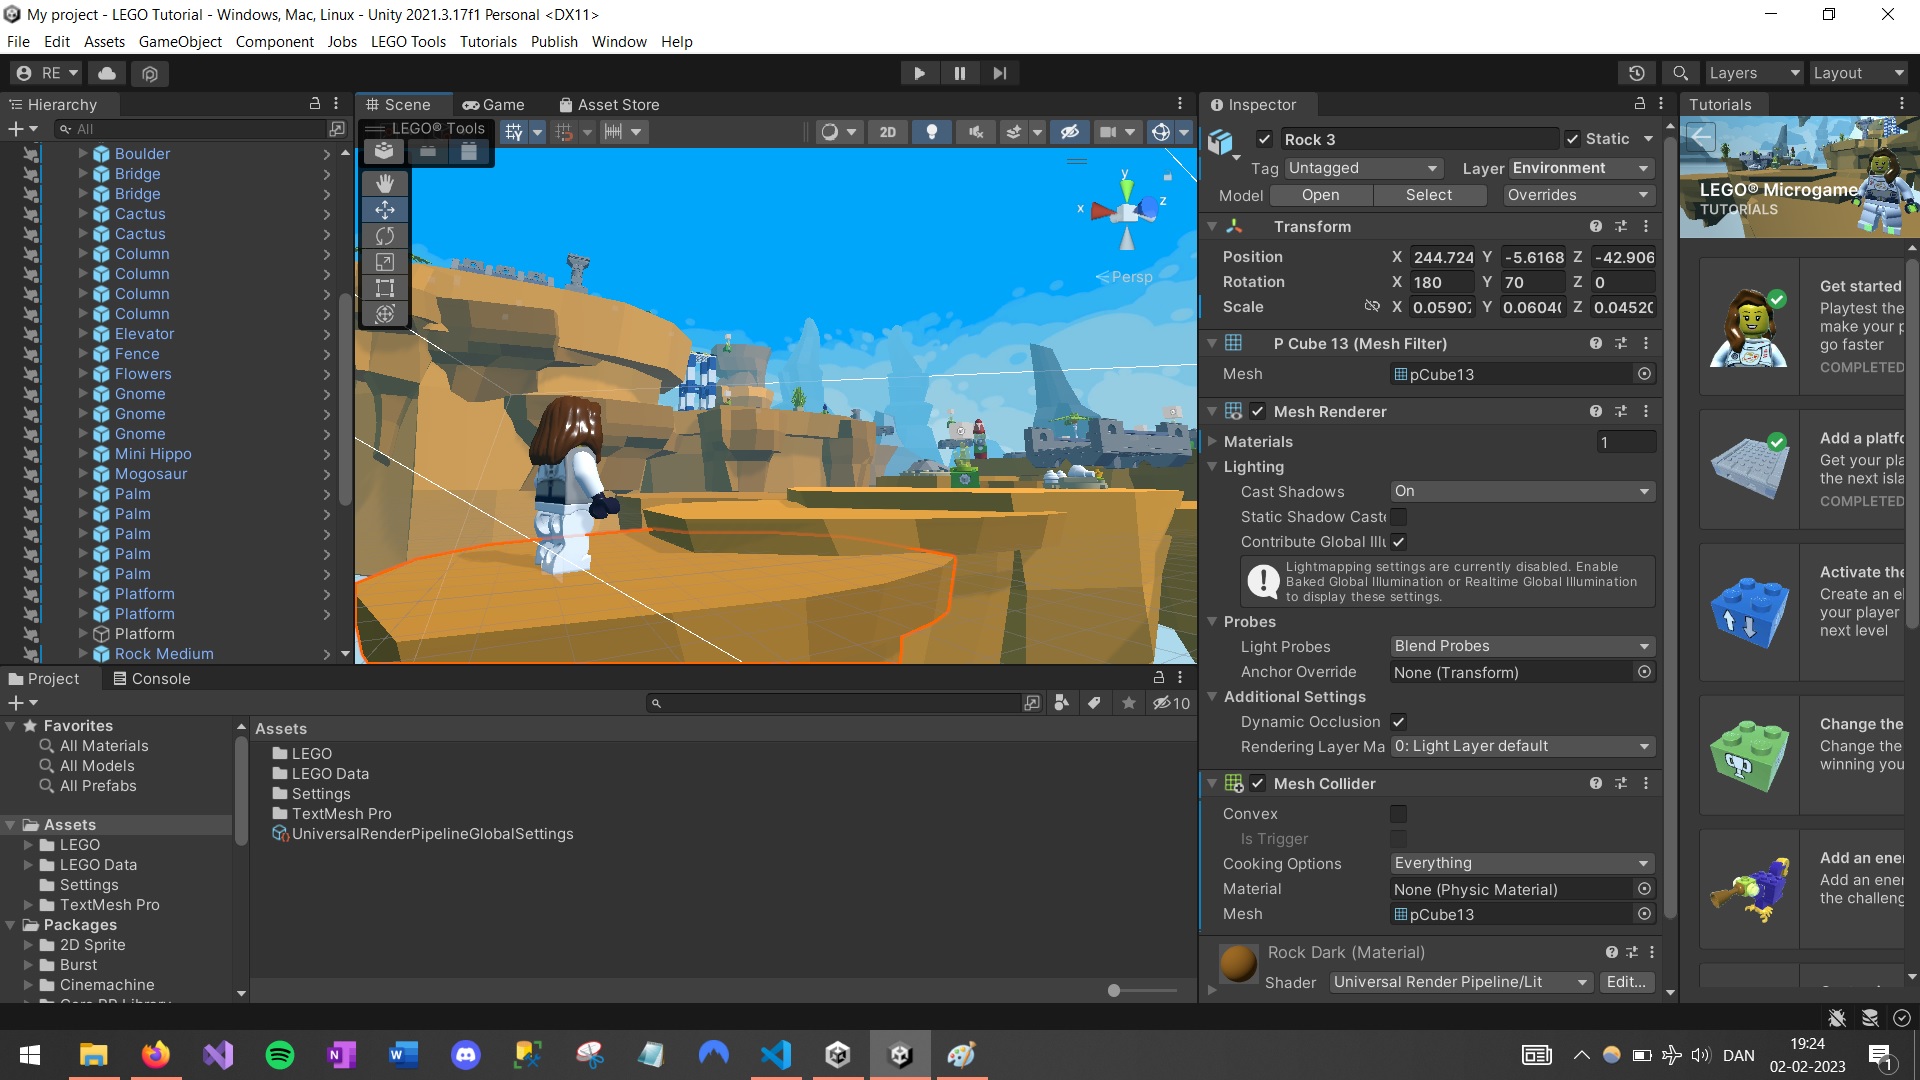 My project - LEGO Tutorial - Windows, Mac, Linux - Unity 2021.3.17f1 Personal <DX11>
File Edit Assets GameObject Component Jobs LEGO Tools Tutorials Publish Window Help
RE
Layers
Layout
Hierarchy
All
Boulder
Bridge
Bridge
Cactus
Cactus
Column
Column
Column
Column
Elevator
Fence
Flowers
Gnome
Gnome
Gnome
Mini Hippo
Mogosaur
Palm
Palm
Palm
Palm
Palm
Platform
Platform
Platform
Rock Medium
Scene
Game
Asset Store
LEGO® Tools
2D
y
x
z
Persp
Inspector
Rock 3
Static
Tag Untagged
Layer Environment
Model Open Select Overrides
Transform
Position X 244.724 Y -5.6168 Z -42.906
Rotation X 180 Y 70 Z 0
Scale X 0.0590 Y 0.0604 Z 0.0452
P Cube 13 (Mesh Filter)
Mesh pCube13
Mesh Renderer
Materials 1
Lighting
Cast Shadows On
Static Shadow Caste
Contribute Global Illu
Lightmapping settings are currently disabled. Enable
Baked Global Illumination or Realtime Global Illumination
to display these settings.
Probes
Light Probes Blend Probes
Anchor Override None (Transform)
Additional Settings
Dynamic Occlusion
Rendering Layer Ma 0: Light Layer default
Mesh Collider
Convex
Is Trigger
Cooking Options Everything
Material None (Physic Material)
Mesh pCube13
Rock Dark (Material)
Shader Universal Render Pipeline/Lit Edit...
Tutorials
LEGO® Microgame
TUTORIALS
Get started
Playtest the
make your p
go faster
COMPLETED
Add a platfo
Get your pla
the next isla
COMPLETED
Activate the
Create an el
your player
next level
Change the
Change the
winning you
Add an ener
Add an ener
the challeng
Project
Console
10
Favorites
All Materials
All Models
All Prefabs
Assets
LEGO
LEGO Data
Settings
TextMesh Pro
Packages
2D Sprite
Burst
Cinemachine
Assets
LEGO
LEGO Data
Settings
TextMesh Pro
UniversalRenderPipelineGlobalSettings
DAN
19:24
02-02-2023
1